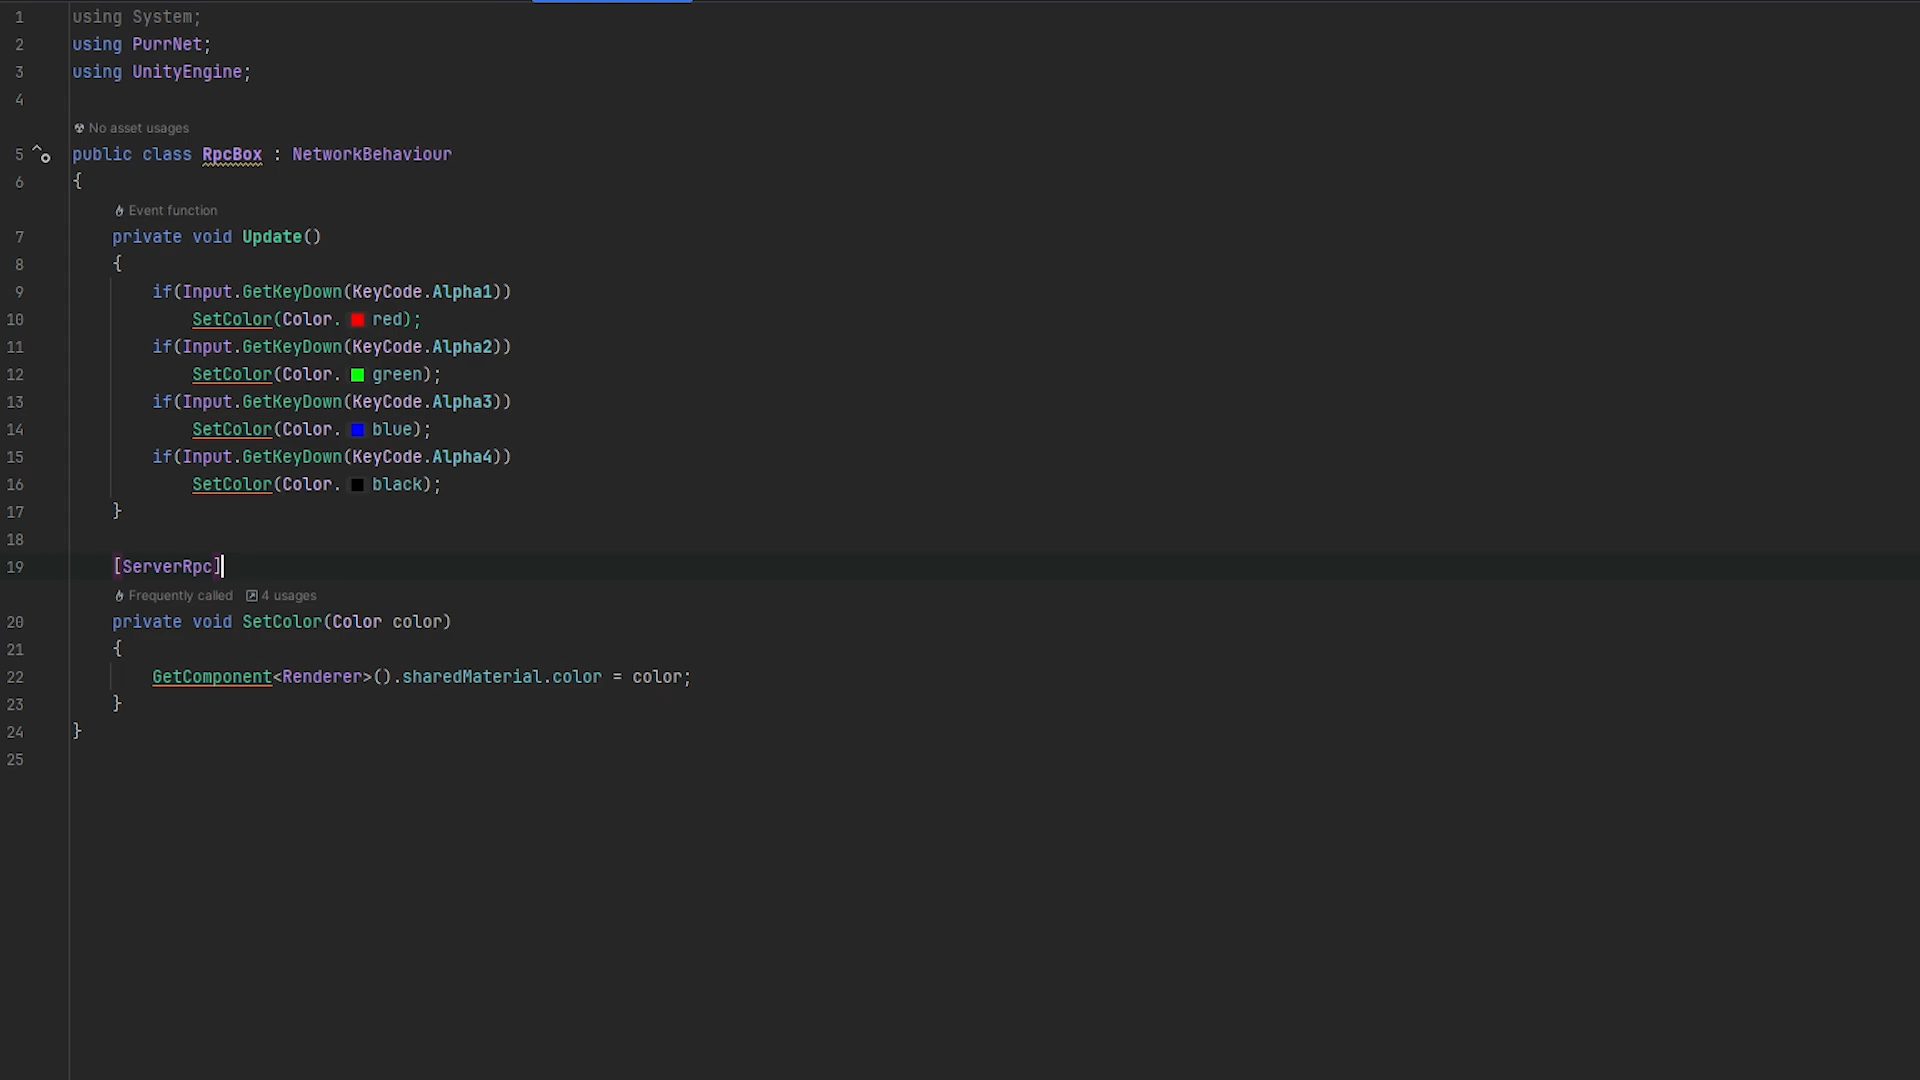 1 using System;
2 using PurrNet;
3 using UnityEngine;
4
No asset usages
5 public class RpcBox : NetworkBehaviour
6 {
Event function
7 private void Update()
8 {
9 if(Input.GetKeyDown(KeyCode.Alpha1))
10 SetColor(Color. red);
11 if(Input.GetKeyDown(KeyCode.Alpha2))
12 SetColor(Color. green);
13 if(Input.GetKeyDown(KeyCode.Alpha3))
14 SetColor(Color. blue);
15 if(Input.GetKeyDown(KeyCode.Alpha4))
16 SetColor(Color. black);
17 }
18
19 [ServerRpc]
Frequently called 4 usages
20 private void SetColor(Color color)
21 {
22 GetComponent<Renderer>().sharedMaterial.color = color;
23 }
24 }
25